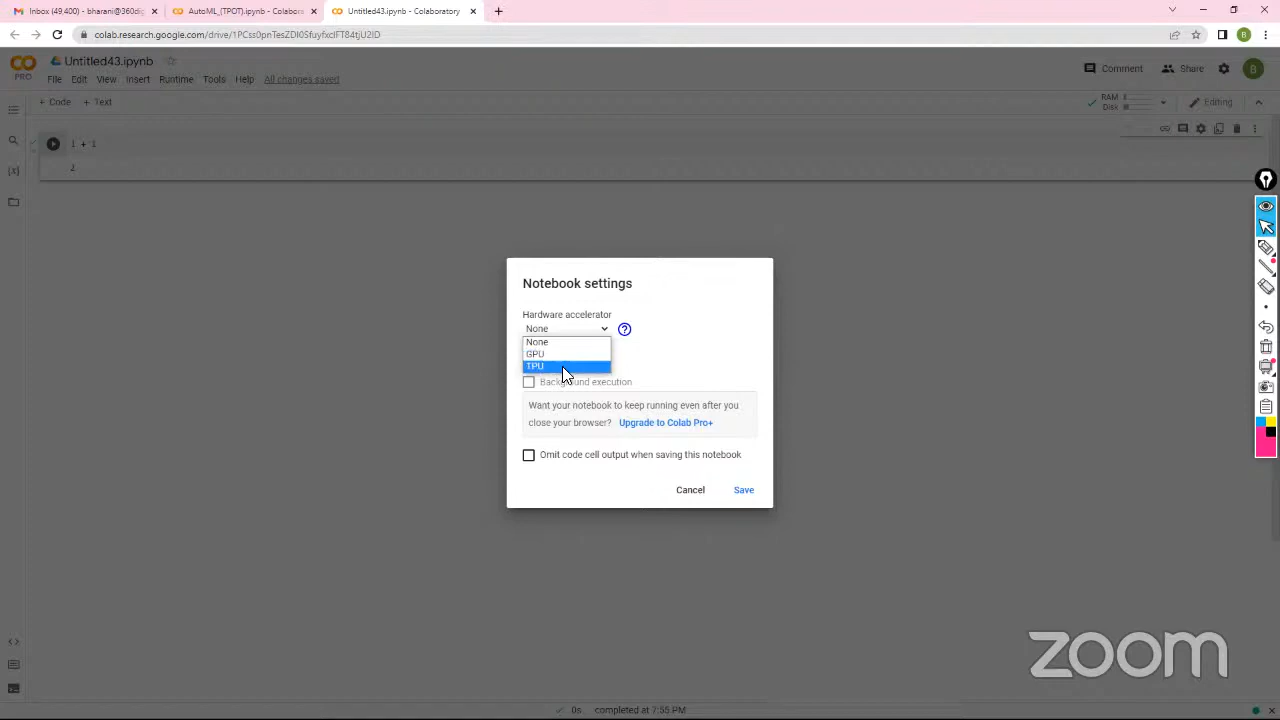 Inbox (49,400) - bharani@360dig
AutoML_(TPOT).ipynb - Colabora
Untitled43.ipynb - Colaboratory
colab.research.google.com/drive/
PRO
Untitled43.ipynb
File Edit View Insert Runtime Tools Help All changes saved
Comment
Share
B
+ Code + Text
RAM
Disk
Editing
1 + 1
2
Notebook settings
Hardware accelerator
None
?
None
GPU
TPU
Background execution
Want your notebook to keep running even after you
close your browser? Upgrade to Colab Pro+
Omit code cell output when saving this notebook
Cancel Save
zoom
0s completed at 7:55 PM